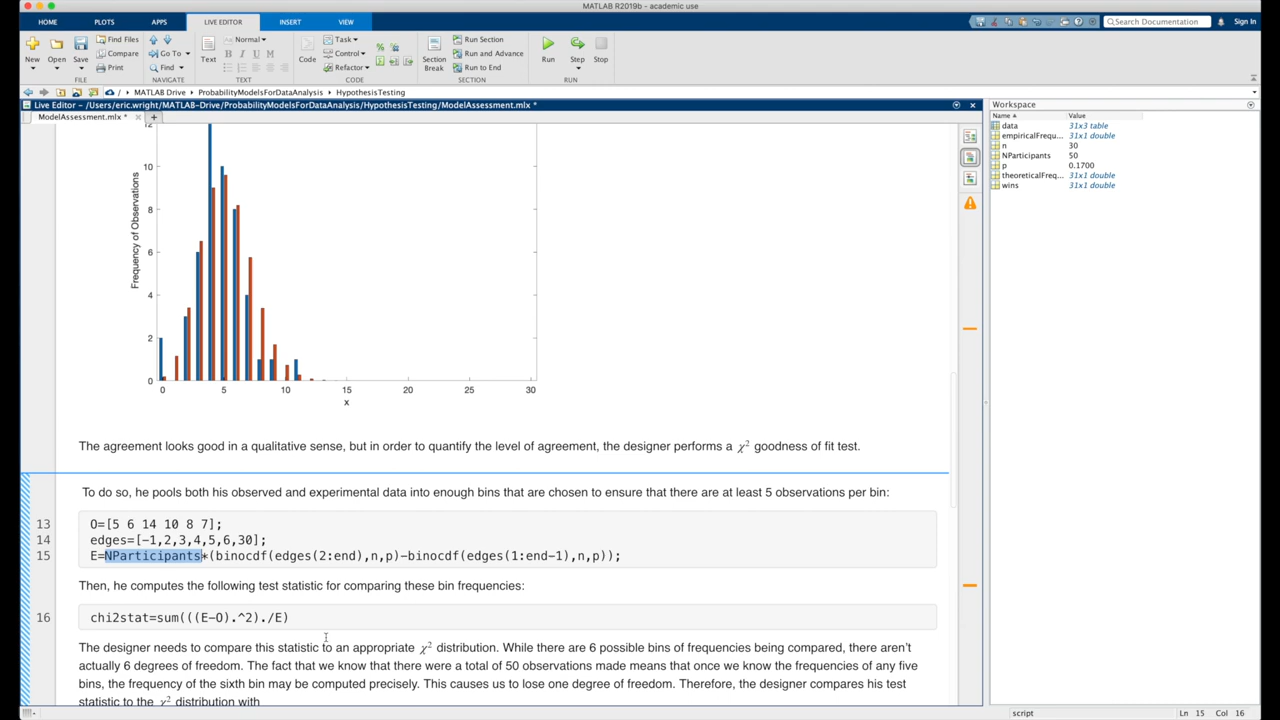 MATLAB R2019b - academic use
HOME PLOTS APPS LIVE EDITOR INSERT VIEW Search Documentation Sign In
New Open Save Find Files Compare Print Go To Find
FILE NAVIGATE
Text Normal B I U M
TEXT
Code Task Control Refactor
CODE
Section Break Run Section Run and Advance Run to End
SECTION
Run Step Stop
RUN
/ MATLAB Drive ProbabilityModelsForDataAnalysis HypothesisTesting
Live Editor - /Users/eric.wright/MATLAB-Drive/ProbabilityModelsForDataAnalysis/HypothesisTesting/ModelAssessment.mlx *
ModelAssessment.mlx * × +
Workspace
Name Value
data 31x3 table
empiricalFrequ... 31x1 double
n 30
NParticipants 50
p 0.1700
theoreticalFreq... 31x1 double
wins 31x1 double
12
10
8
6
4
2
0
Frequency of Observations
0 5 10 15 20 25 30
x
The agreement looks good in a qualitative sense, but in order to quantify the level of agreement, the designer performs a χ² goodness of fit test.
To do so, he pools both his observed and experimental data into enough bins that are chosen to ensure that there are at least 5 observations per bin:
13 O=[5 6 14 10 8 7];
14 edges=[-1,2,3,4,5,6,30];
15 E=NParticipants*(binocdf(edges(2:end),n,p)-binocdf(edges(1:end-1),n,p));
Then, he computes the following test statistic for comparing these bin frequencies:
16 chi2stat=sum(((E-O).^2)./E)
The designer needs to compare this statistic to an appropriate χ² distribution. While there are 6 possible bins of frequencies being compared, there aren't
actually 6 degrees of freedom. The fact that we know that there were a total of 50 observations made means that once we know the frequencies of any five
bins, the frequency of the sixth bin may be computed precisely. This causes us to lose one degree of freedom. Therefore, the designer compares his test
statistic to the χ² distribution with
script Ln 15 Col 16